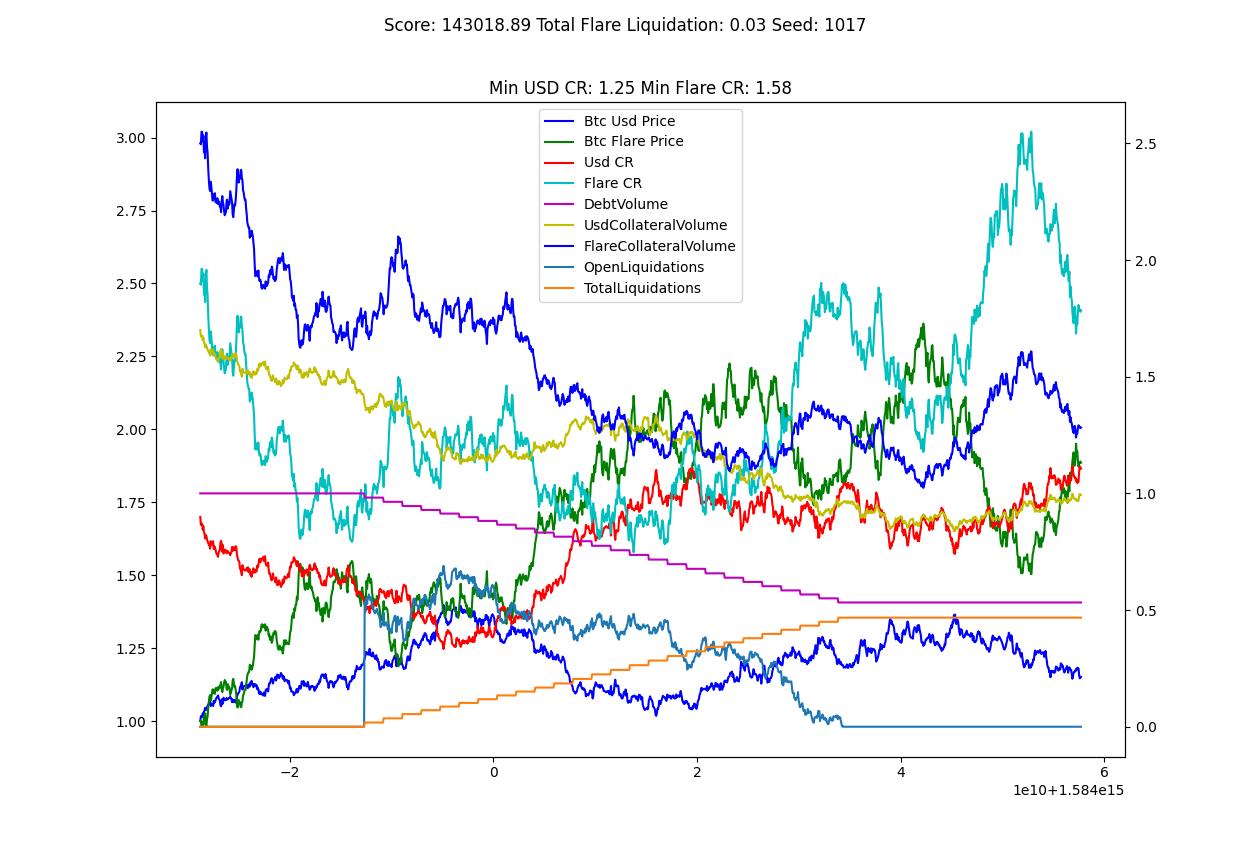 Score: 143018.89 Total Flare Liquidation: 0.03 Seed: 1017
Min USD CR: 1.25 Min Flare CR: 1.58
Btc Usd Price
Btc Flare Price
Usd CR
Flare CR
DebtVolume
UsdCollateralVolume
FlareCollateralVolume
OpenLiquidations
TotalLiquidations
3.00
2.75
2.50
2.25
2.00
1.75
1.50
1.25
1.00
2.5
2.0
1.5
1.0
0.5
0.0
−2 0 2 4 6
1e10+1.584e15